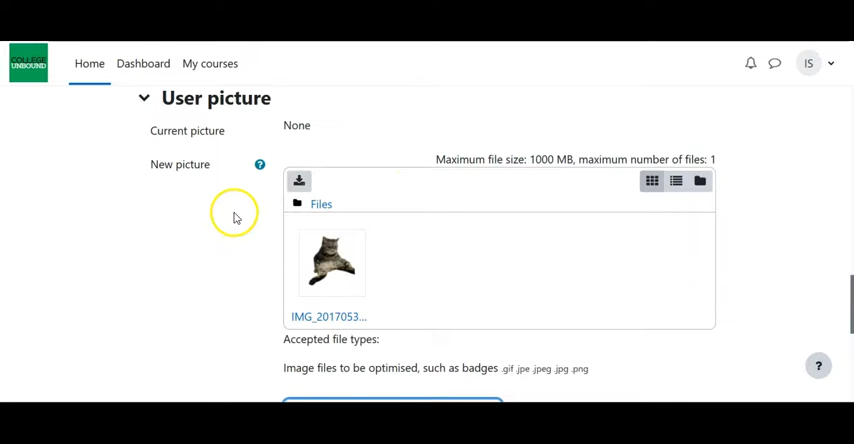 COLLEGE
UNBOUND
Home Dashboard My courses IS
User picture
Current picture None
New picture ? Maximum file size: 1000 MB, maximum number of files: 1
Files
IMG_2017053...
Accepted file types:
Image files to be optimised, such as badges .gif .jpe .jpeg .jpg .png
?